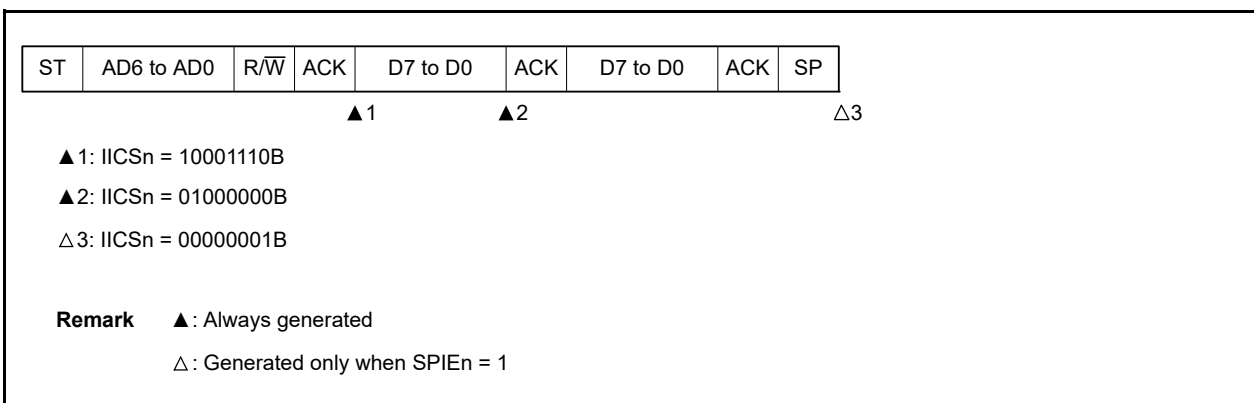 ST AD6 to AD0 R/W̅ ACK D7 to D0 ACK D7 to D0 ACK SP
▲1 ▲2 △3
▲1: IICSn = 10001110B
▲2: IICSn = 01000000B
△3: IICSn = 00000001B
Remark ▲: Always generated
△: Generated only when SPIEn = 1